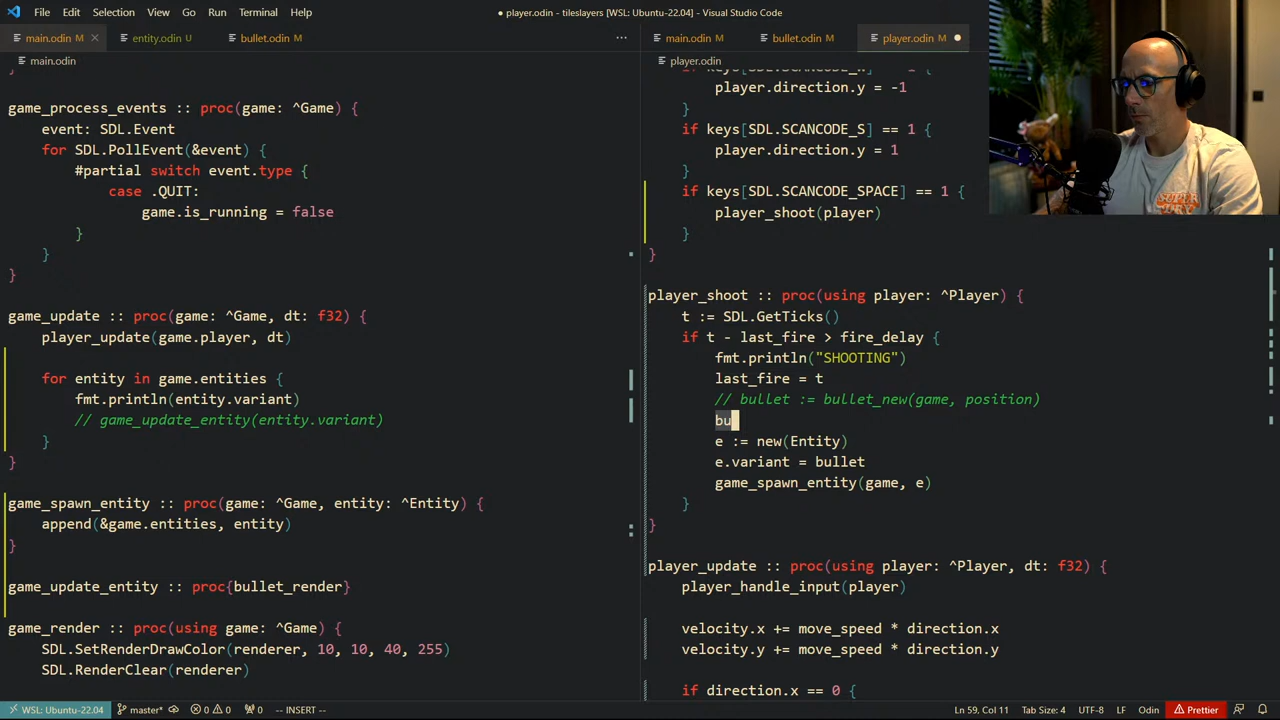 File Edit Selection View Go Run Terminal Help
● player.odin - tileslayers [WSL: Ubuntu-22.04] - Visual Studio Code
main.odin M ×
entity.odin U
bullet.odin M
···
main.odin M
bullet.odin M
player.odin M ●
main.odin
player.odin
}
game_process_events :: proc(game: ^Game) {
event: SDL.Event
for SDL.PollEvent(&event) {
#partial switch event.type {
case .QUIT:
game.is_running = false
}
}
}
game_update :: proc(game: ^Game, dt: f32) {
player_update(game.player, dt)
for entity in game.entities {
fmt.println(entity.variant)
// game_update_entity(entity.variant)
}
}
game_spawn_entity :: proc(game: ^Game, entity: ^Entity) {
append(&game.entities, entity)
}
game_update_entity :: proc{bullet_render}
game_render :: proc(using game: ^Game) {
SDL.SetRenderDrawColor(renderer, 10, 10, 40, 255)
SDL.RenderClear(renderer)
if keys[SDL.SCANCODE_W] == 1 {
player.direction.y = -1
}
if keys[SDL.SCANCODE_S] == 1 {
player.direction.y = 1
}
if keys[SDL.SCANCODE_SPACE] == 1 {
player_shoot(player)
}
}
player_shoot :: proc(using player: ^Player) {
t := SDL.GetTicks()
if t - last_fire > fire_delay {
fmt.println("SHOOTING")
last_fire = t
// bullet := bullet_new(game, position)
bu
e := new(Entity)
e.variant = bullet
game_spawn_entity(game, e)
}
}
player_update :: proc(using player: ^Player, dt: f32) {
player_handle_input(player)
velocity.x += move_speed * direction.x
velocity.y += move_speed * direction.y
if direction.x == 0 {
WSL: Ubuntu-22.04 master* 0 0 0 -- INSERT -- Ln 59, Col 11 Tab Size: 4 UTF-8 LF Odin Prettier